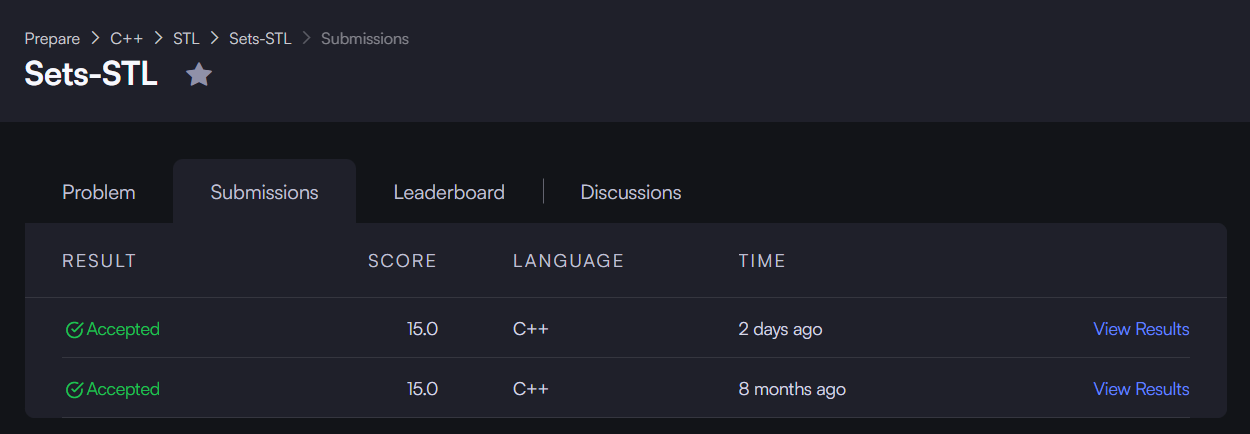 Prepare > C++ > STL > Sets-STL > Submissions
Sets-STL
Problem Submissions Leaderboard | Discussions
RESULT SCORE LANGUAGE TIME
Accepted 15.0 C++ 2 days ago View Results
Accepted 15.0 C++ 8 months ago View Results